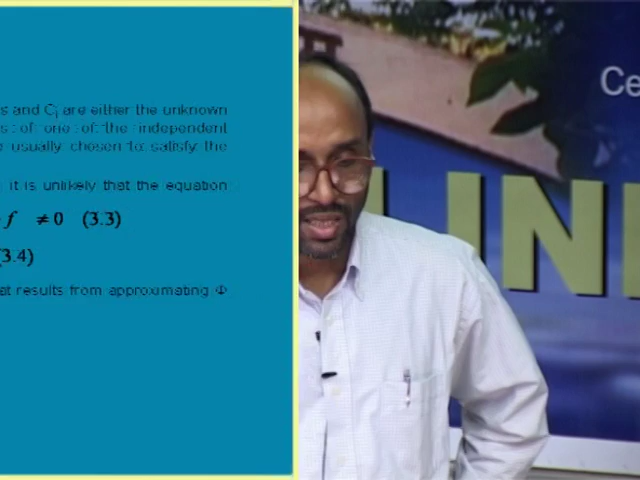 s and Cj are either the unknown
s of one of the independent
usually chosen to satisfy the
it is unlikely that the equation
f ≠ 0 (3.3)
(3.4)
at results from approximating Φ
Ce
LINE